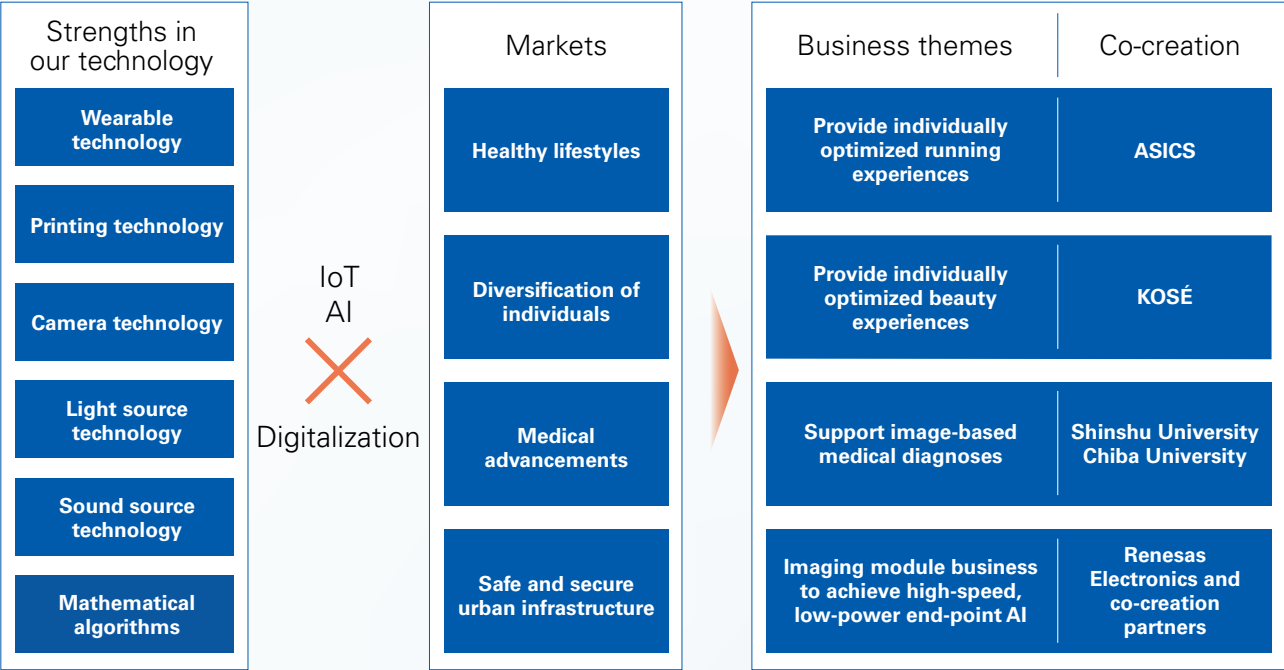 Strengths in
our technology
Wearable
technology
Printing technology
Camera technology
Light source
technology
Sound source
technology
Mathematical
algorithms
IoT
AI
Digitalization
Markets
Healthy lifestyles
Diversification of
individuals
Medical
advancements
Safe and secure
urban infrastructure
Business themes
Co-creation
Provide individually
optimized running
experiences
ASICS
Provide individually
optimized beauty
experiences
KOSÉ
Support image-based
medical diagnoses
Shinshu University
Chiba University
Imaging module business
to achieve high-speed,
low-power end-point AI
Renesas
Electronics and
co-creation
partners